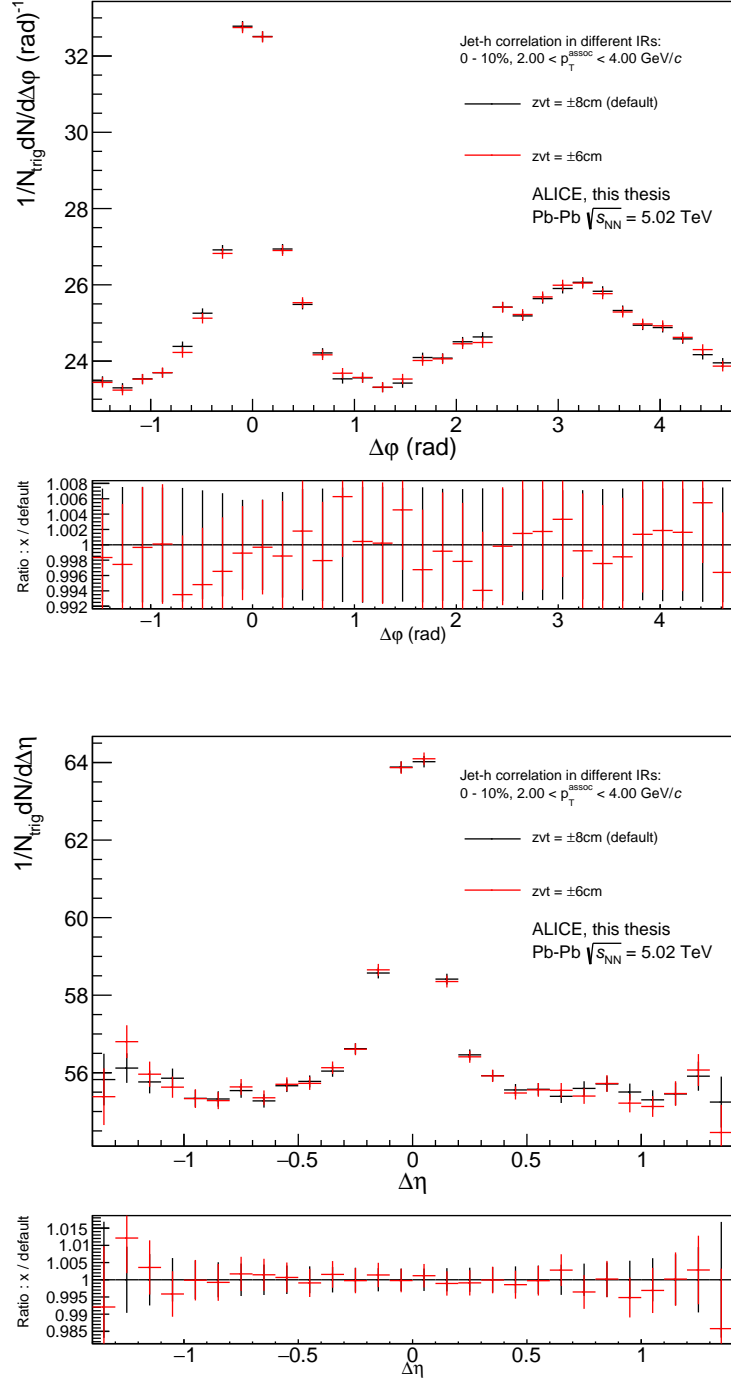 1/N_trig dN/dΔφ (rad)⁻¹
Jet-h correlation in different IRs:
0 - 10%, 2.00 < p_T^assoc < 4.00 GeV/c
zvt = ±8cm (default)
zvt = ±6cm
ALICE, this thesis
Pb-Pb √s_NN = 5.02 TeV
32
30
28
26
24
−1 0 1 2 3 4
Δφ (rad)
Ratio : x / default
1.008
1.006
1.004
1.002
1
0.998
0.996
0.994
0.992
−1 0 1 2 3 4
Δφ (rad)
1/N_trig dN/dΔη
Jet-h correlation in different IRs:
0 - 10%, 2.00 < p_T^assoc < 4.00 GeV/c
zvt = ±8cm (default)
zvt = ±6cm
ALICE, this thesis
Pb-Pb √s_NN = 5.02 TeV
64
62
60
58
56
−1 −0.5 0 0.5 1
Δη
Ratio : x / default
1.015
1.01
1.005
1
0.995
0.99
0.985
−1 −0.5 0 0.5 1
Δη